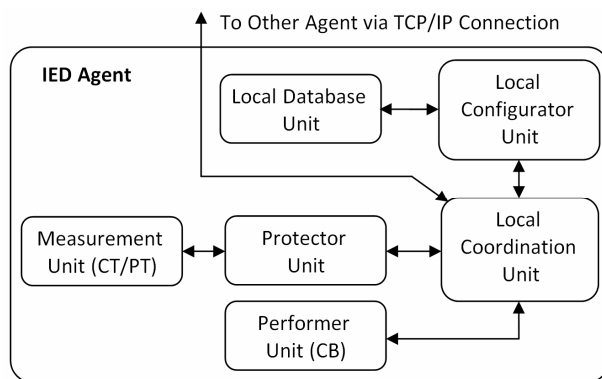 To Other Agent via TCP/IP Connection
IED Agent
Local Database
Unit
Local
Configurator
Unit
Measurement
Unit (CT/PT)
Protector
Unit
Local
Coordination
Unit
Performer
Unit (CB)